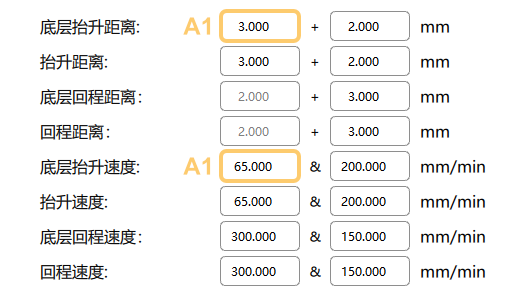 底层抬升距离: A1 3.000 + 2.000 mm
抬升距离: 3.000 + 2.000 mm
底层回程距离: 2.000 + 3.000 mm
回程距离: 2.000 + 3.000 mm
底层抬升速度: A1 65.000 & 200.000 mm/min
抬升速度: 65.000 & 200.000 mm/min
底层回程速度: 300.000 & 150.000 mm/min
回程速度: 300.000 & 150.000 mm/min